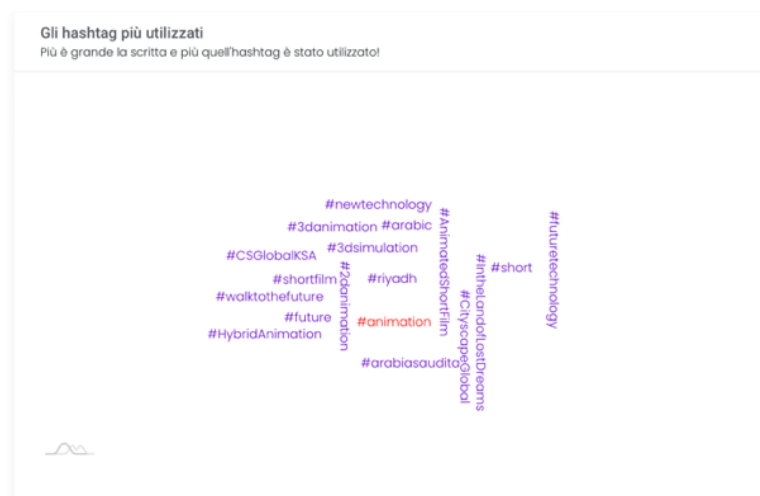 Gli hashtag più utilizzati
Più è grande la scritta e più quell'hashtag è stato utilizzato!
#newtechnology
#3danimation #arabic
#AnimatedShortFilm
#futuretechnology
#3dsimulation
#CSGlobalKSA
#IntheLandofLostDreams
#short
#2danimation
#shortfilm
#riyadh
#walktothefuture
#CityscapeGlobal
#future
#animation
#HybridAnimation
#arabiasaudita